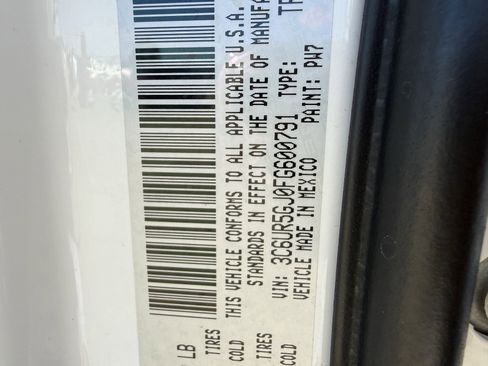 LB
TIRES
COLD
THIS VEHICLE CONFORMS TO ALL APPLICABLE U.S.A.
STANDARDS IN EFFECT ON THE DATE OF MANUFA
TIRES
VIN: 3C6UR5GJ0FG600791 TYPE: TR
COLD
VEHICLE MADE IN MEXICO PAINT: PW7